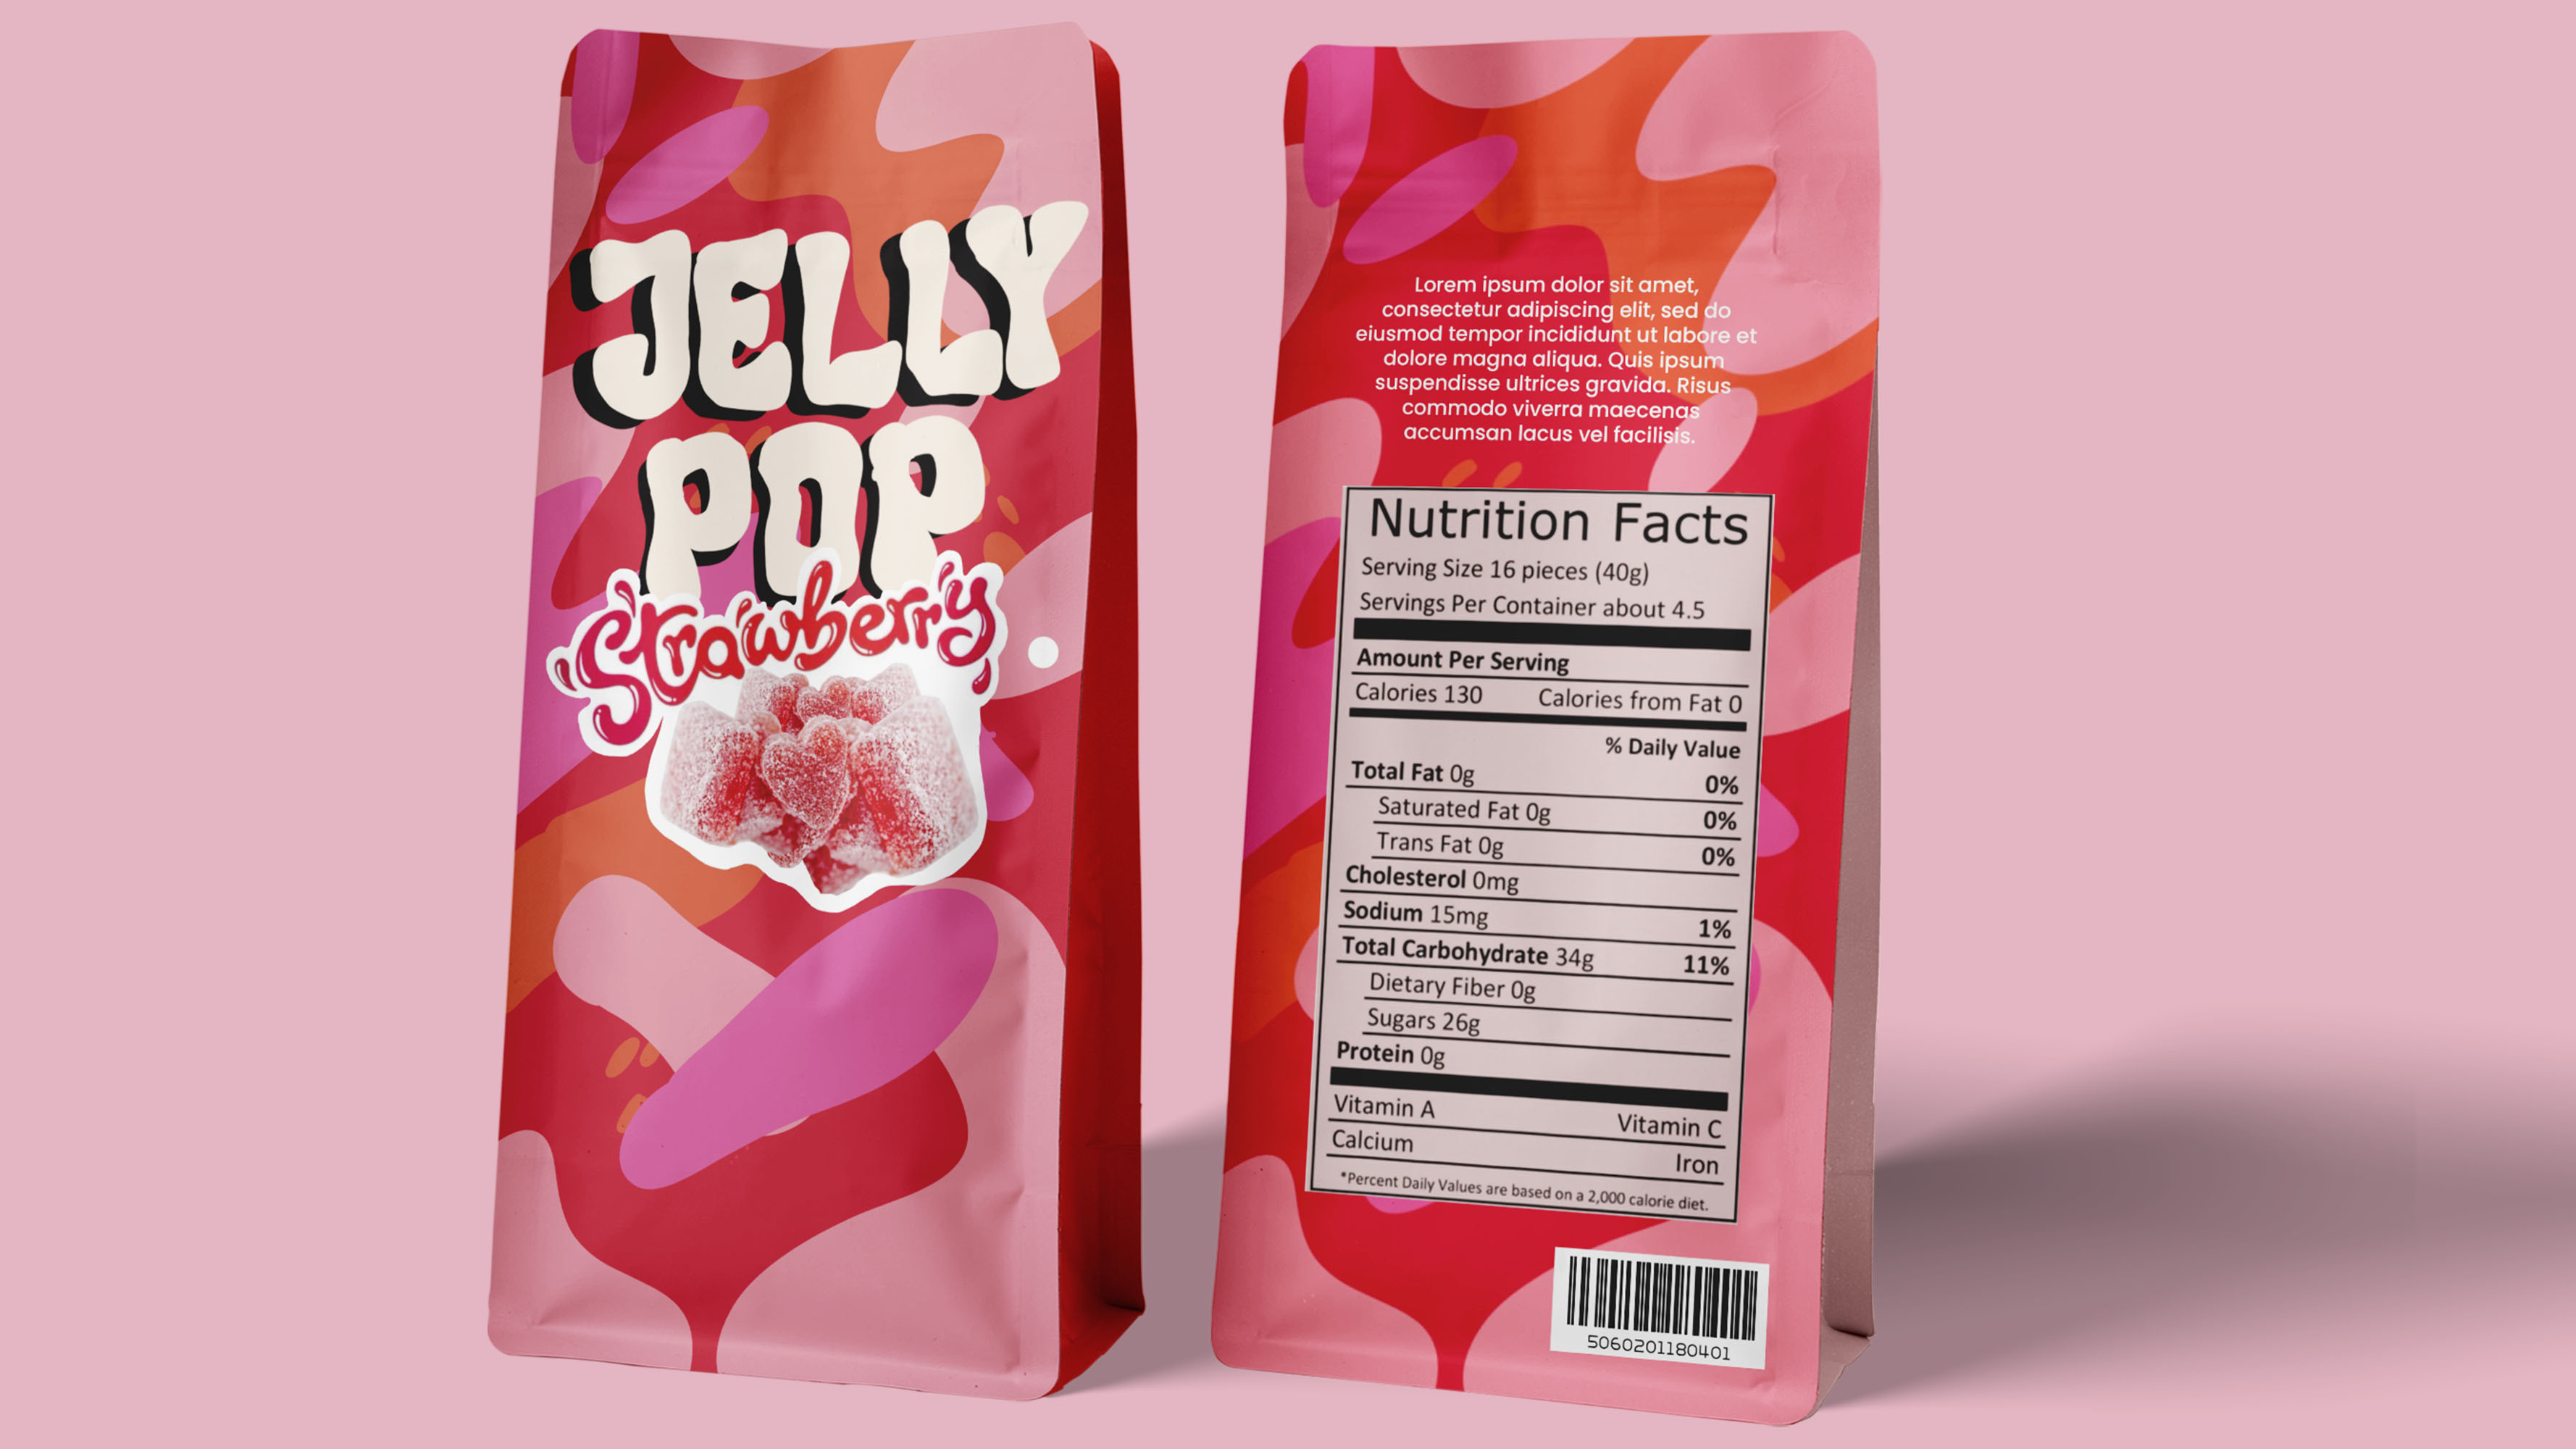 JELLY
POP
Strawberry
Lorem ipsum dolor sit amet,
consectetur adipiscing elit, sed do
eiusmod tempor incididunt ut labore et
dolore magna aliqua. Quis ipsum
suspendisse ultrices gravida. Risus
commodo viverra maecenas
accumsan lacus vel facilisis.
Nutrition Facts
Serving Size 16 pieces (40g)
Servings Per Container about 4.5
Amount Per Serving
Calories 130 Calories from Fat 0
% Daily Value
Total Fat 0g 0%
Saturated Fat 0g 0%
Trans Fat 0g 0%
Cholesterol 0mg
Sodium 15mg 1%
Total Carbohydrate 34g 11%
Dietary Fiber 0g
Sugars 26g
Protein 0g
Vitamin A Vitamin C
Calcium Iron
*Percent Daily Values are based on a 2,000 calorie diet.
5060201180401